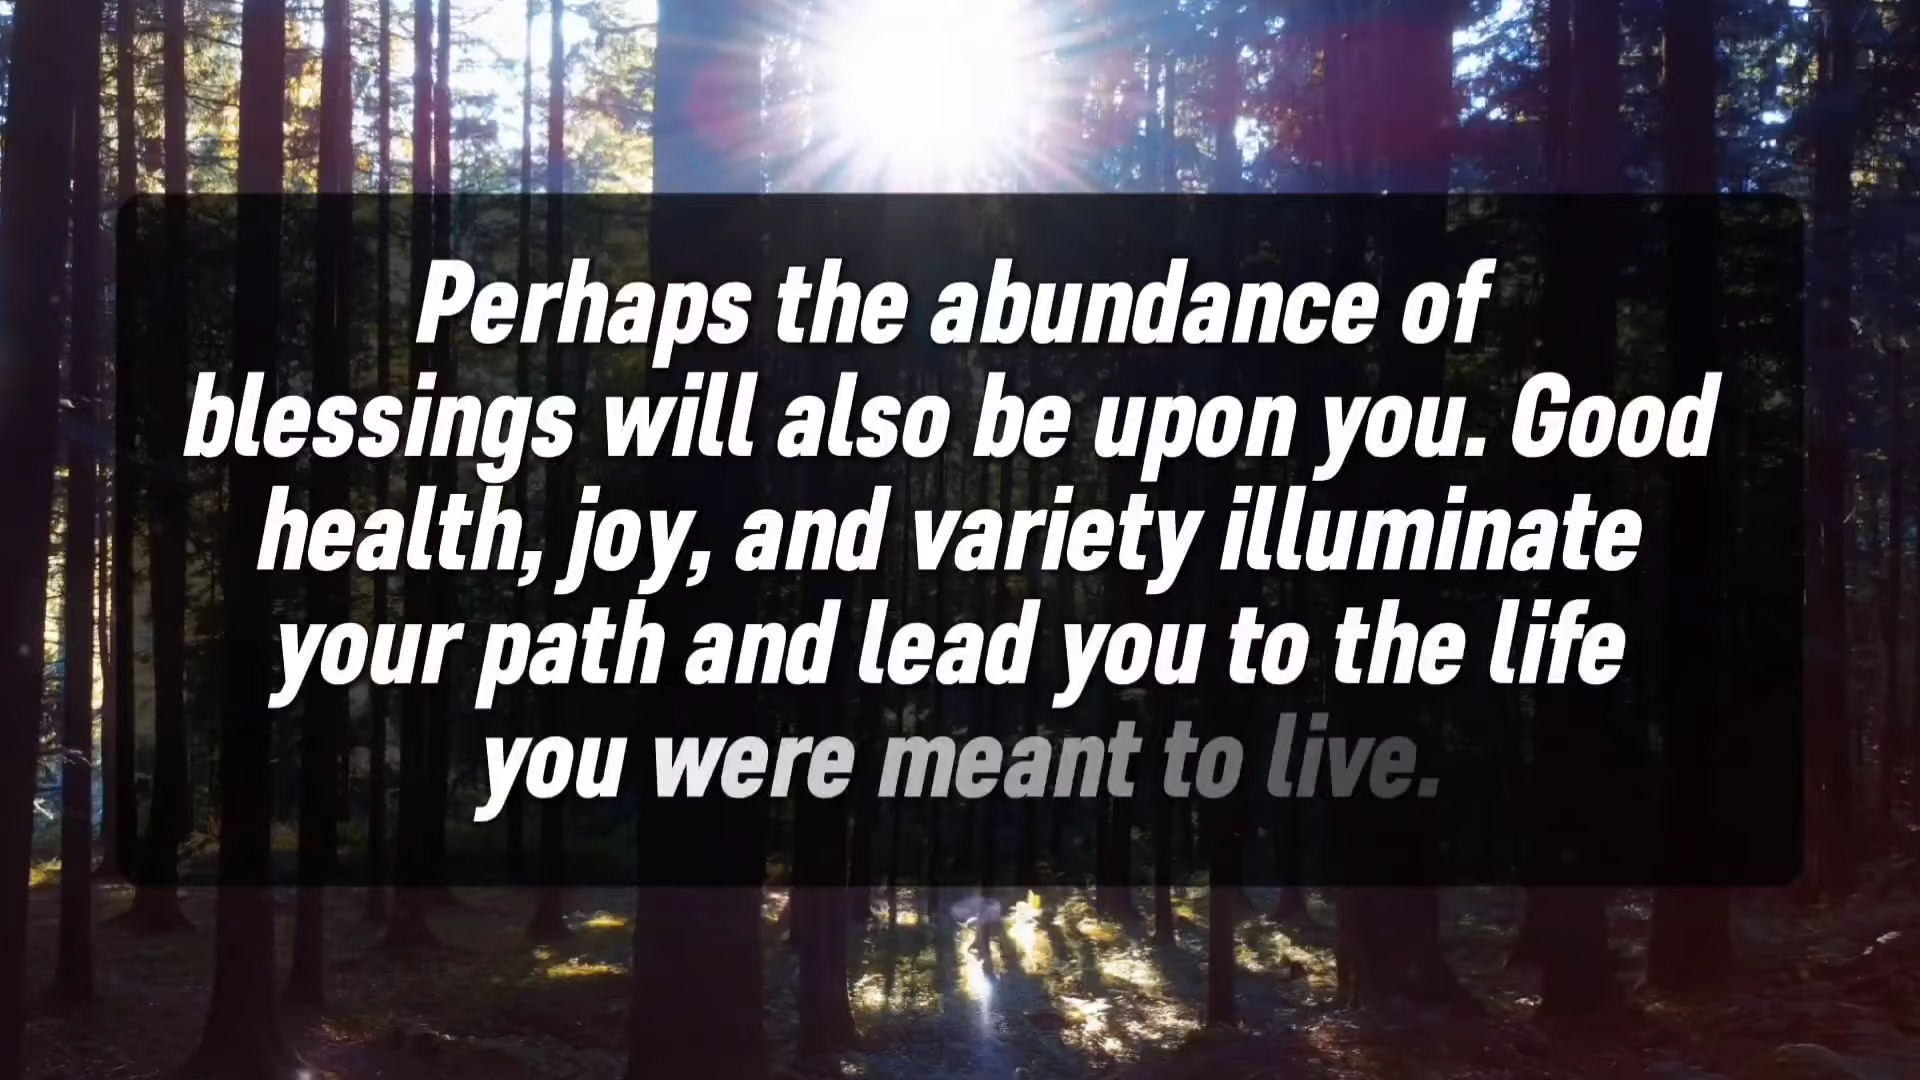 Perhaps the abundance of
blessings will also be upon you. Good
health, joy, and variety illuminate
your path and lead you to the life
you were meant to live.